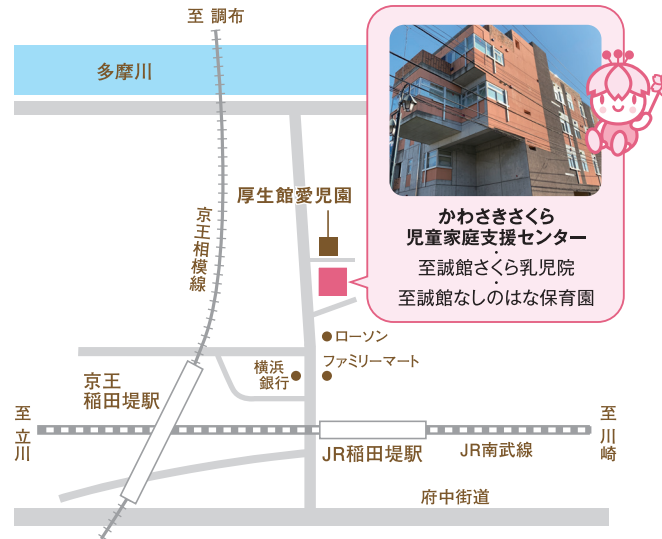 至 調布
多摩川
京王相模線
厚生館愛児園
かわさきさくら
児童家庭支援センター
・
至誠館さくら乳児院
・
至誠館なしのはな保育園
ローソン
ファミリーマート
横浜
銀行
京王
稲田堤駅
至 立川
JR稲田堤駅
JR南武線
至 川崎
府中街道